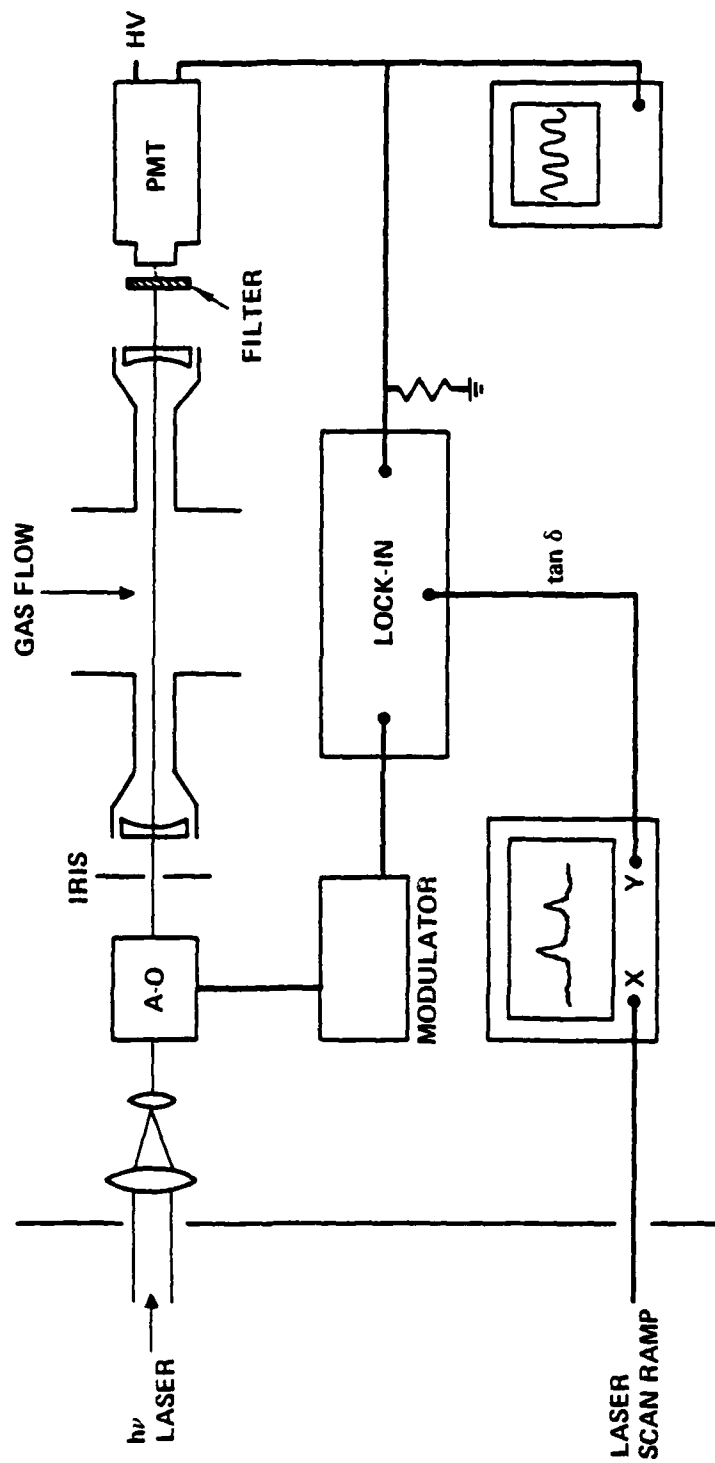 hν
LASER
A-O
IRIS
GAS FLOW
FILTER
PMT
HV
MODULATOR
LOCK-IN
tan δ
X
Y
LASER
SCAN RAMP